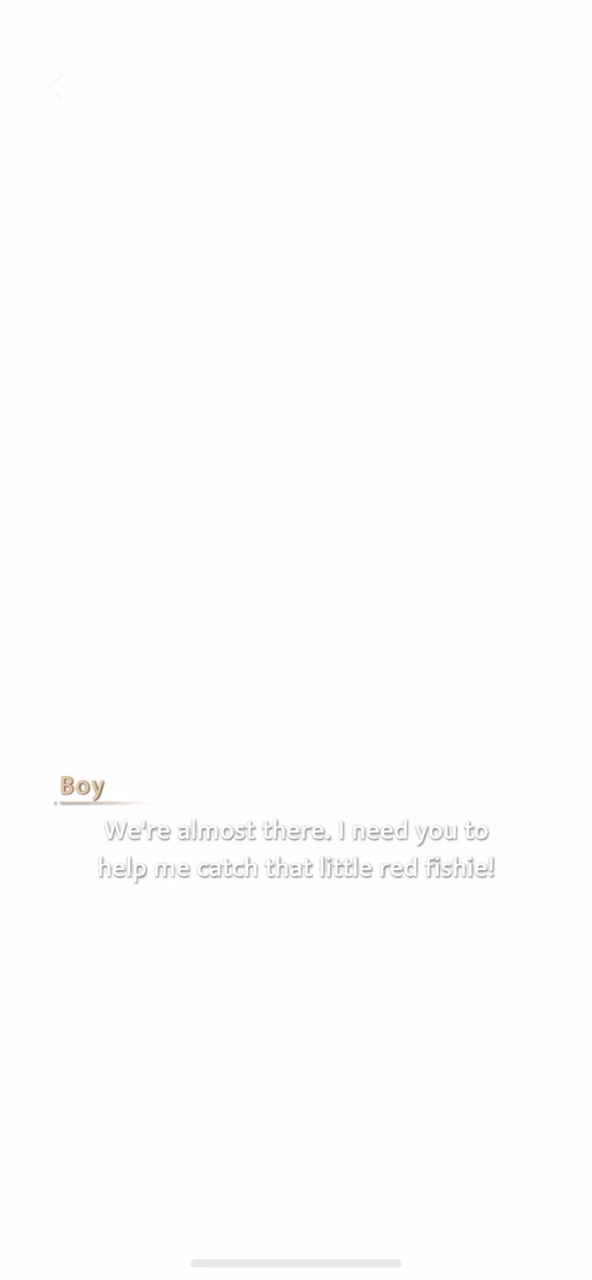 Boy
We're almost there. I need you to
help me catch that little red fishie!